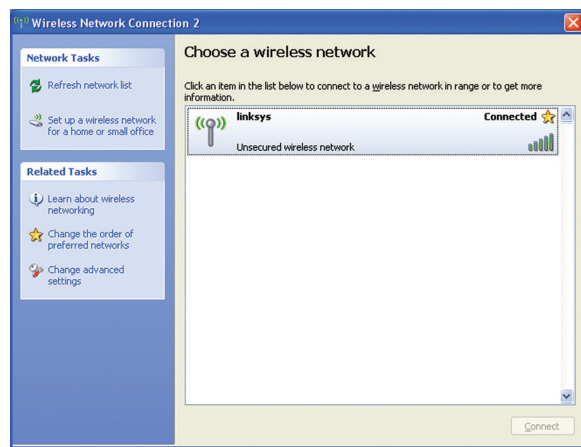 Wireless Network Connection 2
Network Tasks
Refresh network list
Set up a wireless network
for a home or small office
Related Tasks
Learn about wireless
networking
Change the order of
preferred networks
Change advanced
settings
Choose a wireless network
Click an item in the list below to connect to a wireless network in range or to get more
information.
linksys
Connected
Unsecured wireless network
Connect